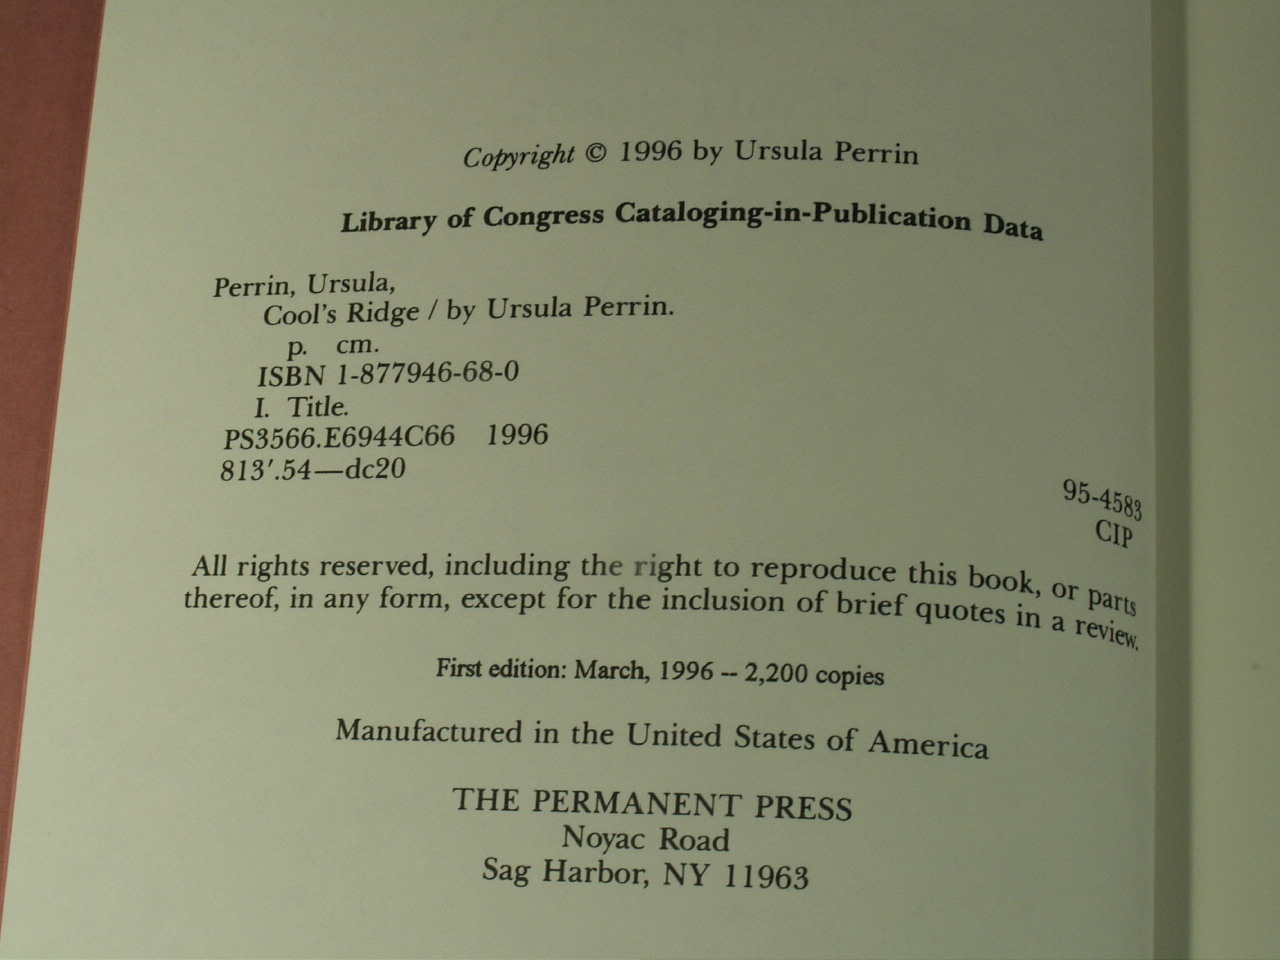 Copyright © 1996 by Ursula Perrin
Library of Congress Cataloging-in-Publication Data
Perrin, Ursula,
Cool's Ridge / by Ursula Perrin.
p. cm.
ISBN 1-877946-68-0
I. Title.
PS3566.E6944C66 1996
813'.54—dc20
95-4583
CIP
All rights reserved, including the right to reproduce this book, or parts
thereof, in any form, except for the inclusion of brief quotes in a review.
First edition: March, 1996 -- 2,200 copies
Manufactured in the United States of America
THE PERMANENT PRESS
Noyac Road
Sag Harbor, NY 11963